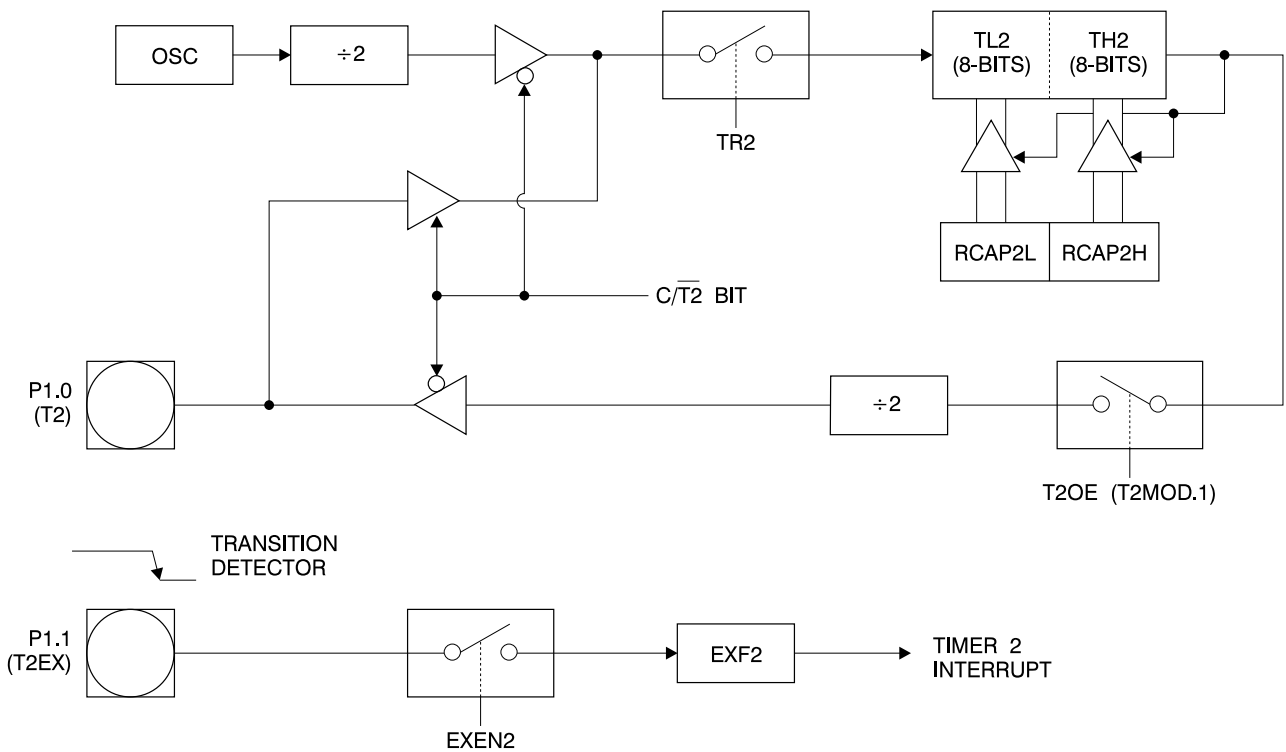 OSC
÷2
TR2
TL2
(8-BITS)
TH2
(8-BITS)
RCAP2L
RCAP2H
C/T̅2̅ BIT
P1.0
(T2)
÷2
T2OE (T2MOD.1)
TRANSITION
DETECTOR
P1.1
(T2EX)
EXEN2
EXF2
TIMER 2
INTERRUPT